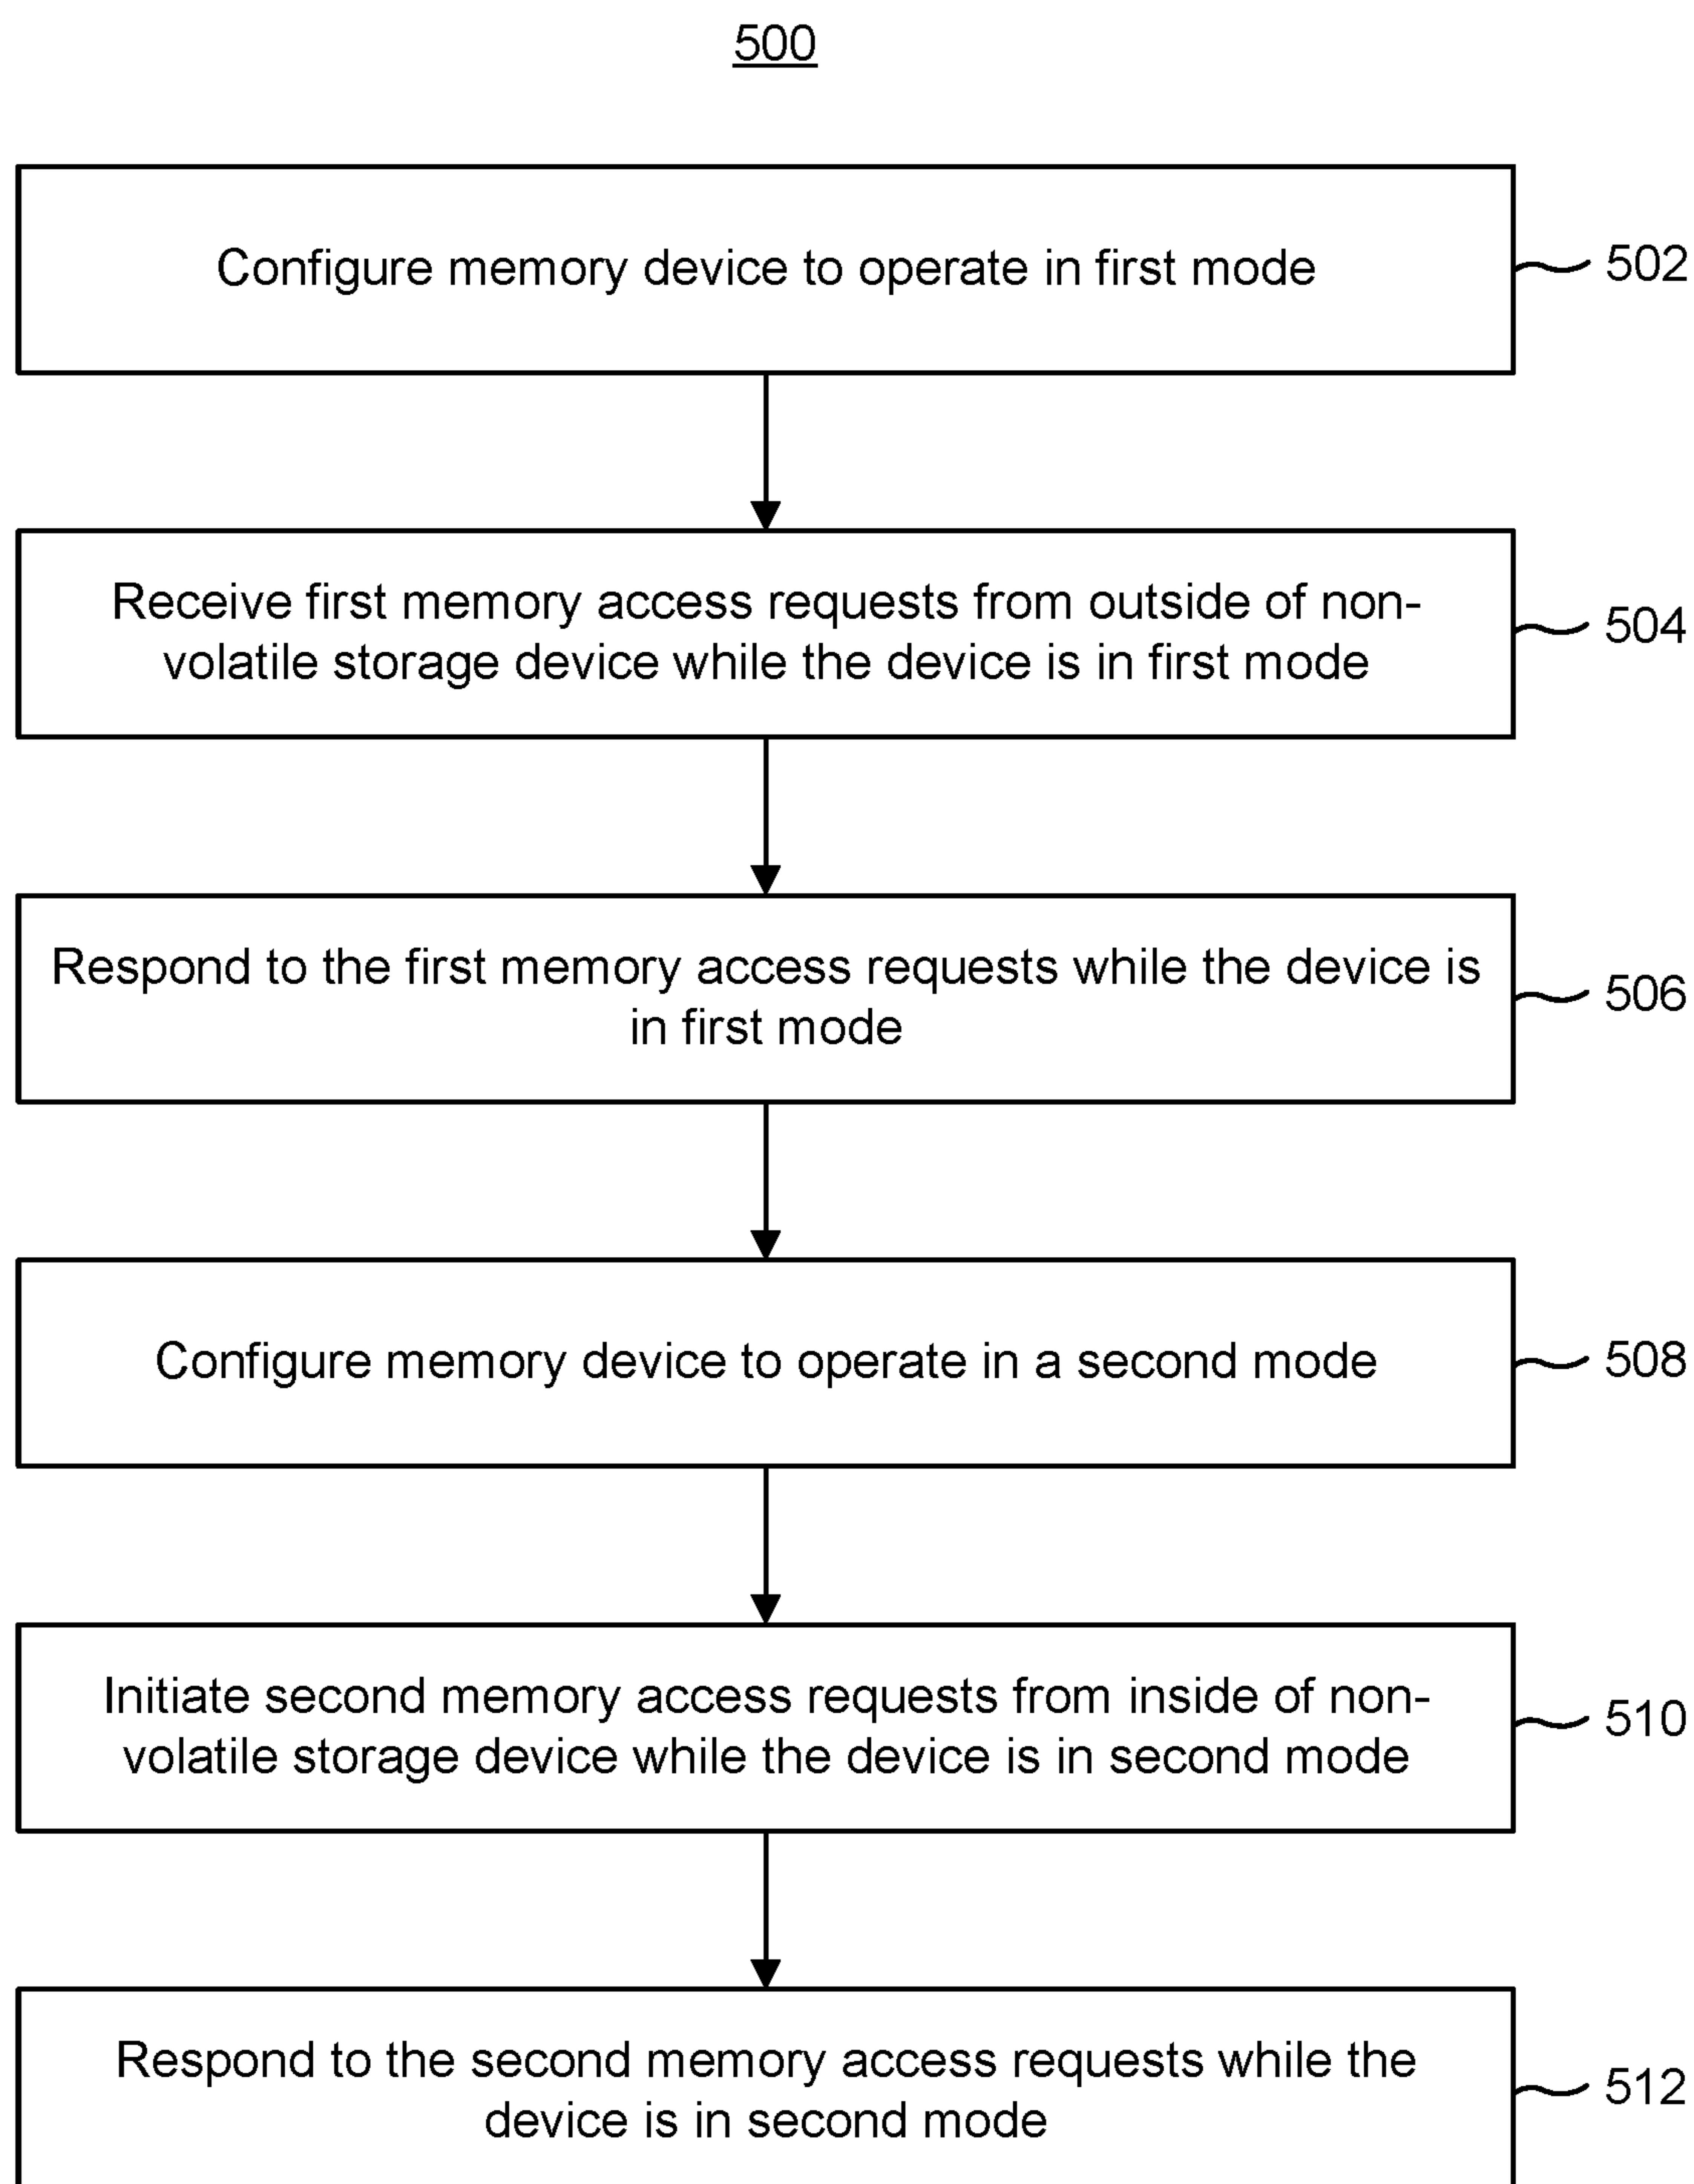 500
Configure memory device to operate in first mode
502
Receive first memory access requests from outside of non-
volatile storage device while the device is in first mode
504
Respond to the first memory access requests while the device is
in first mode
506
Configure memory device to operate in a second mode
508
Initiate second memory access requests from inside of non-
volatile storage device while the device is in second mode
510
Respond to the second memory access requests while the
device is in second mode
512